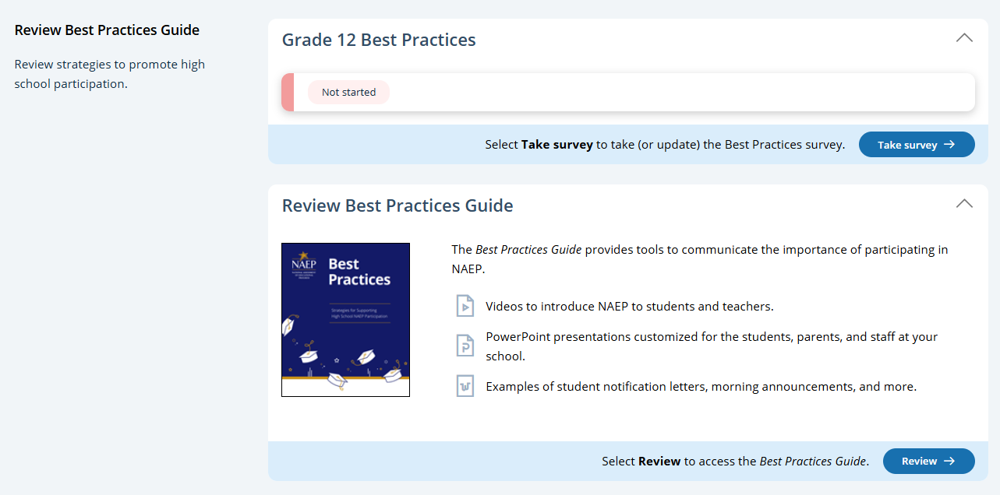 Review Best Practices Guide
Review strategies to promote high
school participation.
Grade 12 Best Practices
Not started
Select Take survey to take (or update) the Best Practices survey.
Take survey
Review Best Practices Guide
NAEP
Best
Practices
Strategies for Supporting
High School NAEP Participation
The Best Practices Guide provides tools to communicate the importance of participating in
NAEP.
Videos to introduce NAEP to students and teachers.
PowerPoint presentations customized for the students, parents, and staff at your
school.
Examples of student notification letters, morning announcements, and more.
Select Review to access the Best Practices Guide.
Review